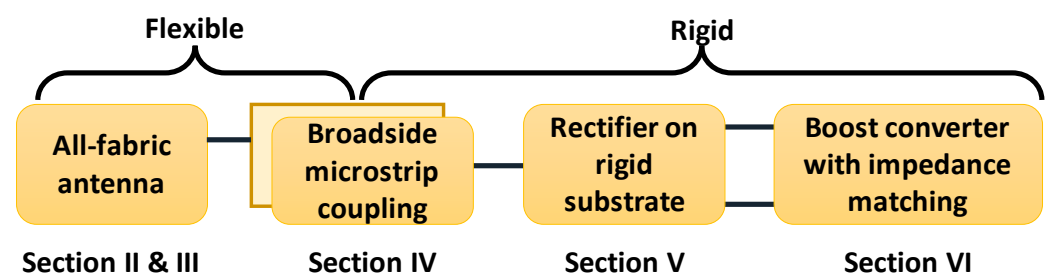 Flexible
Rigid
All-fabric
antenna
Broadside
microstrip
coupling
Rectifier on
rigid
substrate
Boost converter
with impedance
matching
Section II & III
Section IV
Section V
Section VI